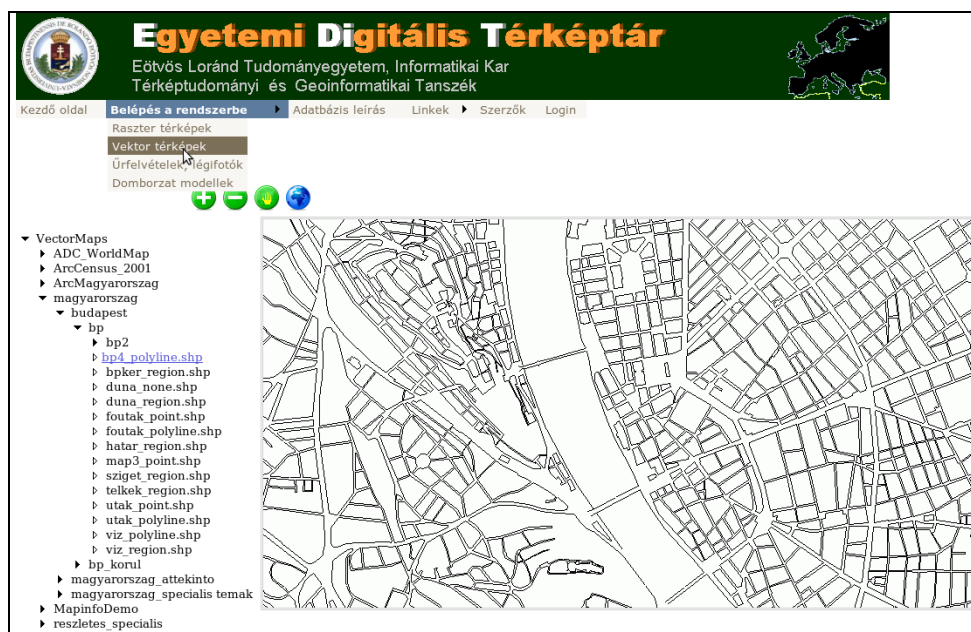 Egyetemi Digitális Térképtár
Eötvös Loránd Tudományegyetem, Informatikai Kar
Térképtudományi és Geoinformatikai Tanszék
Kezdő oldal Belépés a rendszerbe Adatbázis leírás Linkek Szerzők Login
Raszter térképek
Vektor térképek
Űrfelvételek, légifotók
Domborzat modellek
VectorMaps
ADC_WorldMap
ArcCensus_2001
ArcMagyarorszag
magyarorszag
budapest
bp
bp2
bp4_polyline.shp
bpker_region.shp
duna_none.shp
duna_region.shp
foutak_point.shp
foutak_polyline.shp
hatar_region.shp
map3_point.shp
sziget_region.shp
telkek_region.shp
utak_point.shp
utak_polyline.shp
viz_polyline.shp
viz_region.shp
bp_korul
magyarorszag_attekinto
magyarorszag_specialis temak
MapinfoDemo
reszletes_specialis